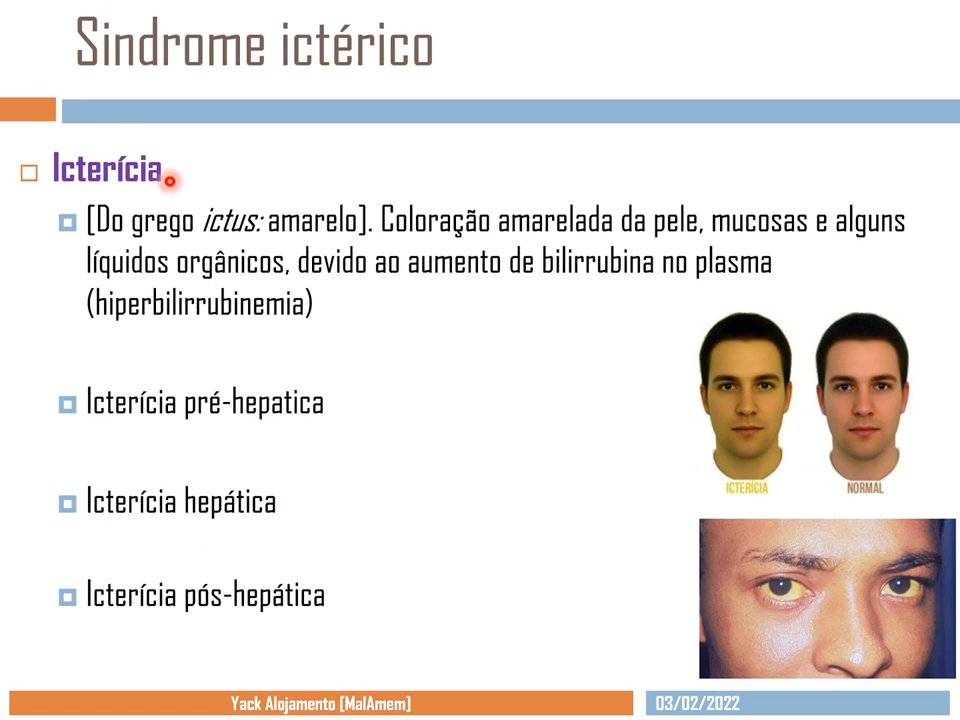 Sindrome ictérico
Icterícia
[Do grego ictus: amarelo]. Coloração amarelada da pele, mucosas e alguns
líquidos orgânicos, devido ao aumento de bilirrubina no plasma
(hiperbilirrubinemia)
Icterícia pré-hepatica
Icterícia hepática
Icterícia pós-hepática
ICTERÍCIA NORMAL
Yack Alojamento [MalAmem] 03/02/2022